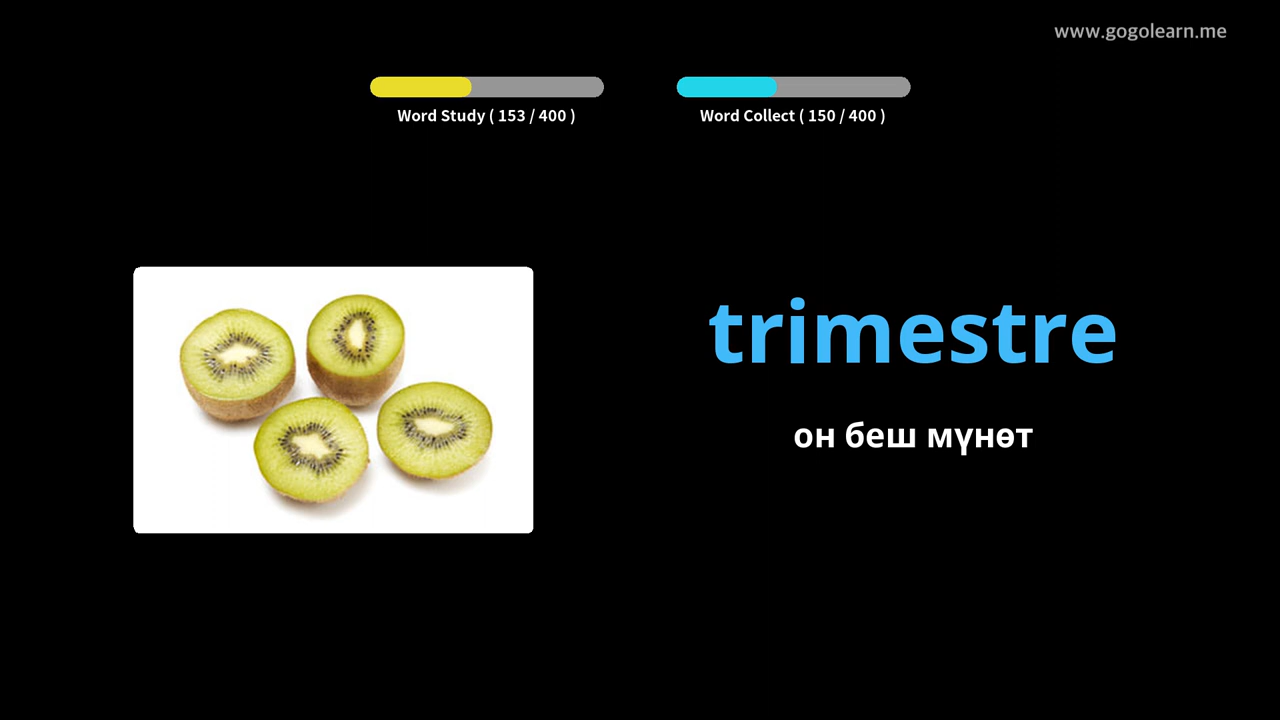 www.gogolearn.me
Word Study ( 153 / 400 )
Word Collect ( 150 / 400 )
trimestre
он беш мүнөт